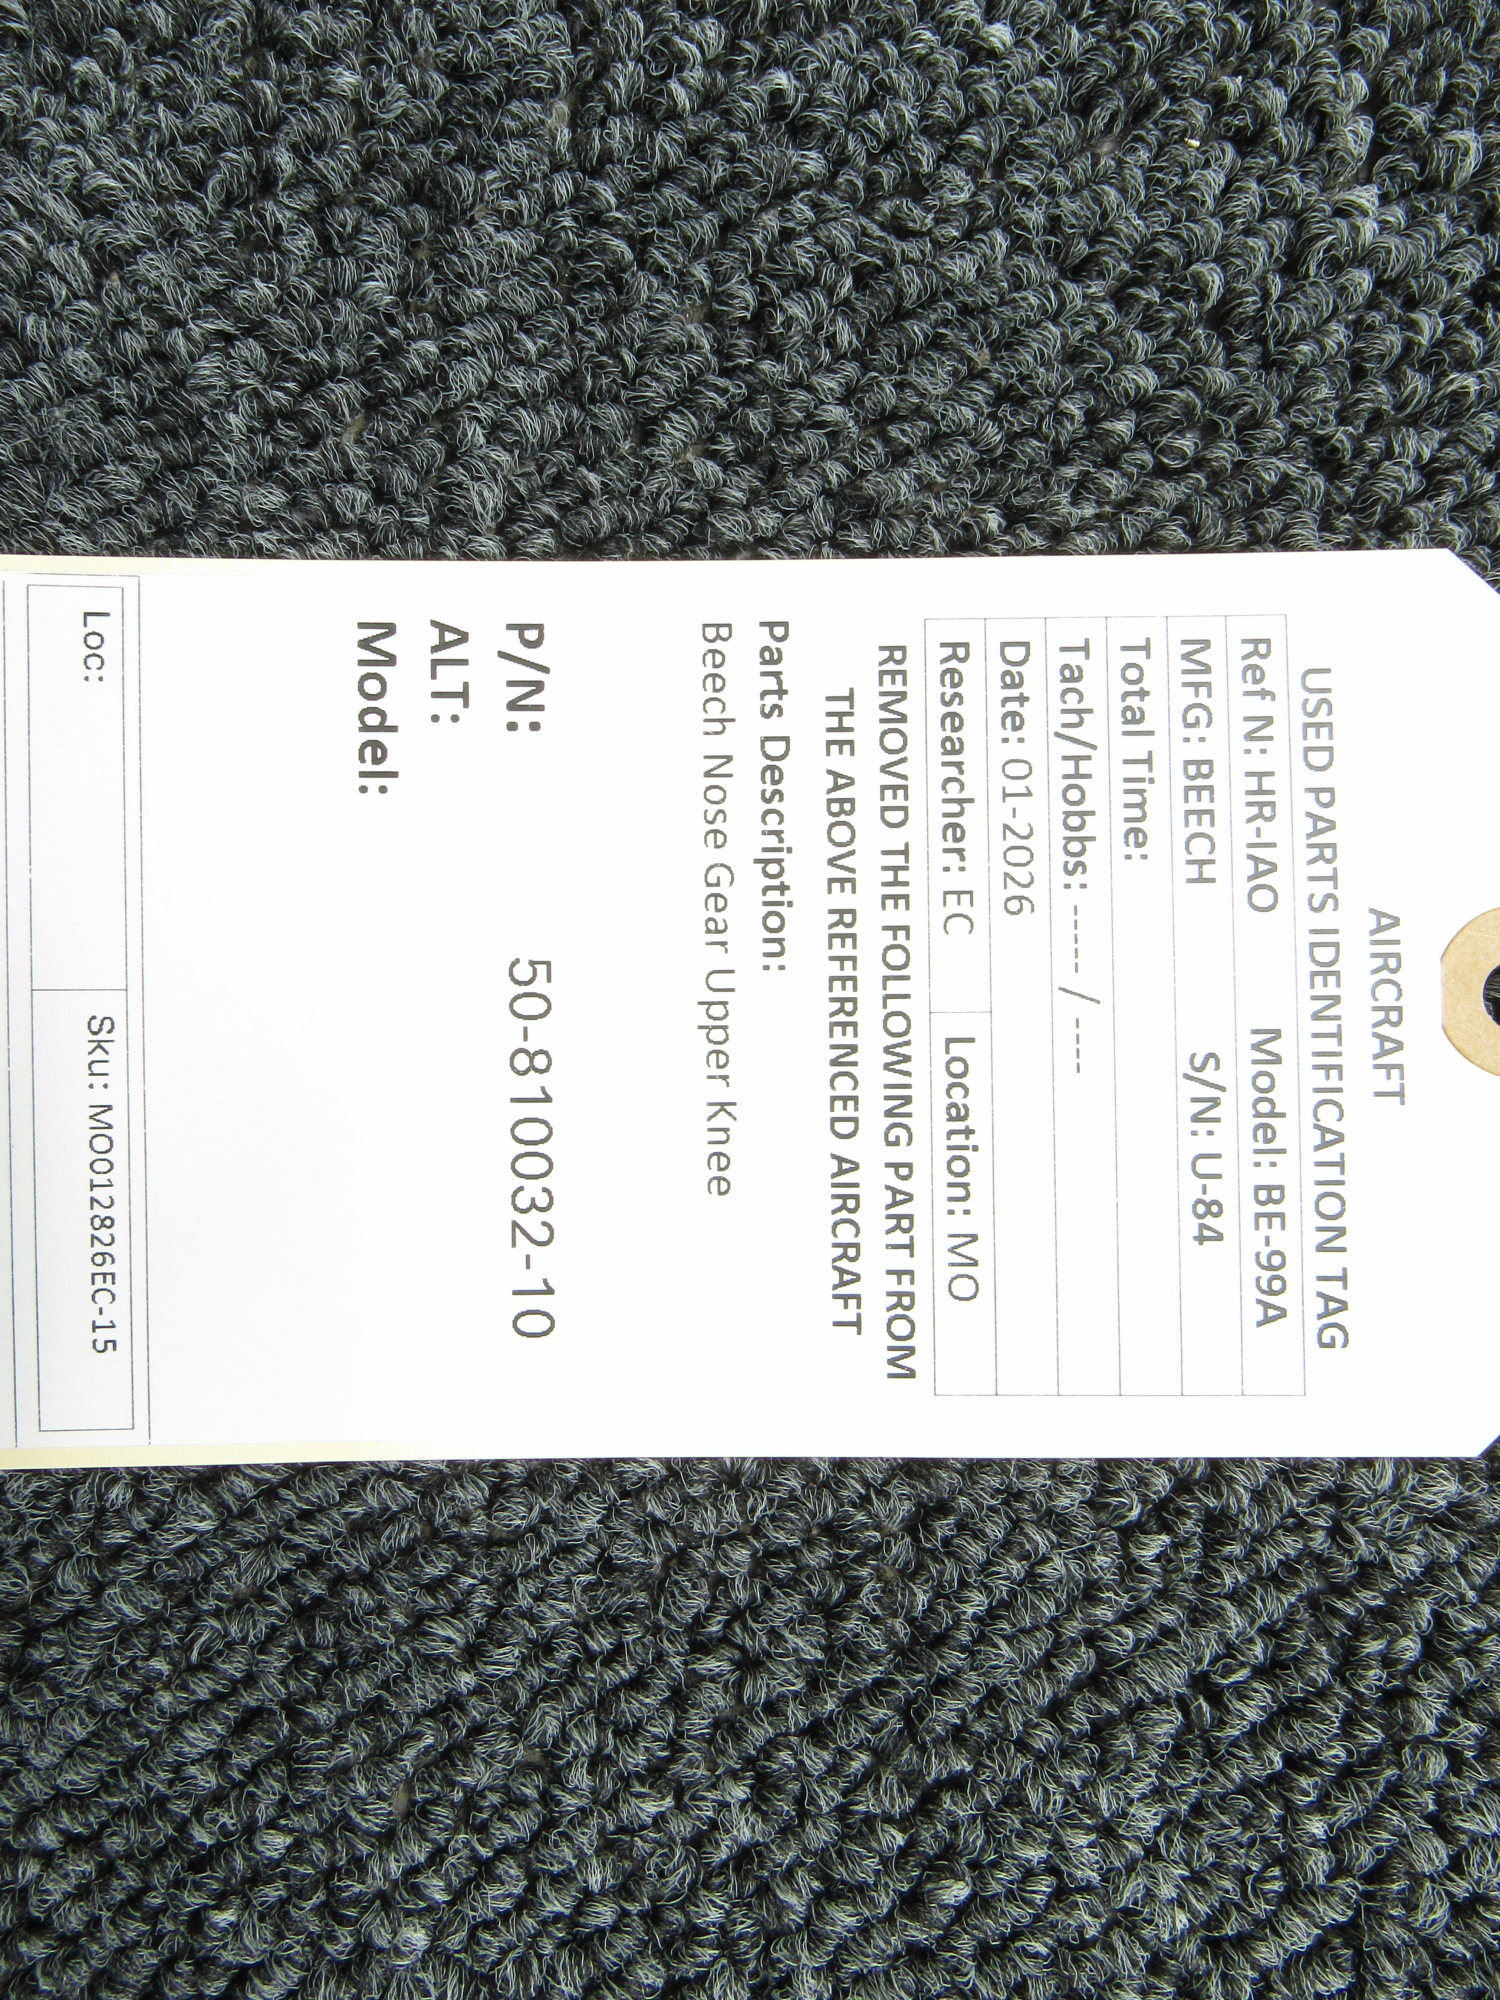 AIRCRAFT
USED PARTS IDENTIFICATION TAG
Ref N: HR-IAO Model: BE-99A
MFG: BEECH S/N: U-84
Total Time:
Tach/Hobbs: ----- / ----
Date: 01-2026
Researcher: EC Location: MO
REMOVED THE FOLLOWING PART FROM
THE ABOVE REFERENCED AIRCRAFT
Parts Description:
Beech Nose Gear Upper Knee
P/N: 50-810032-10
ALT:
Model:
Loc: Sku: MO012826EC-15